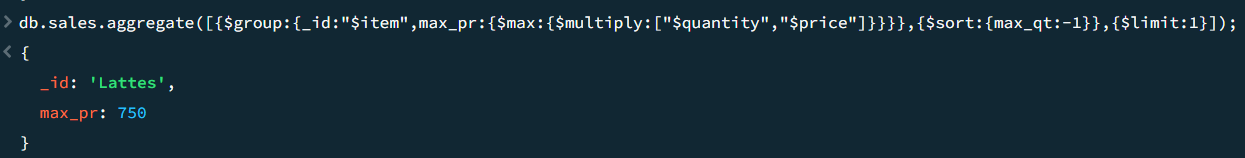 > db.sales.aggregate([{$group:{_id:"$item",max_pr:{$max:{$multiply:["$quantity","$price"]}}}},{$sort:{max_qt:-1}},{$limit:1}]);
< {
_id: 'Lattes',
max_pr: 750
}